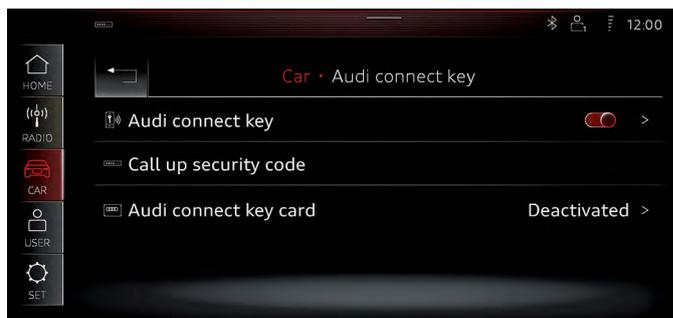 12:00
HOME
Car • Audi connect key
RADIO
Audi connect key >
CAR
Call up security code
USER
Audi connect key card Deactivated >
SET